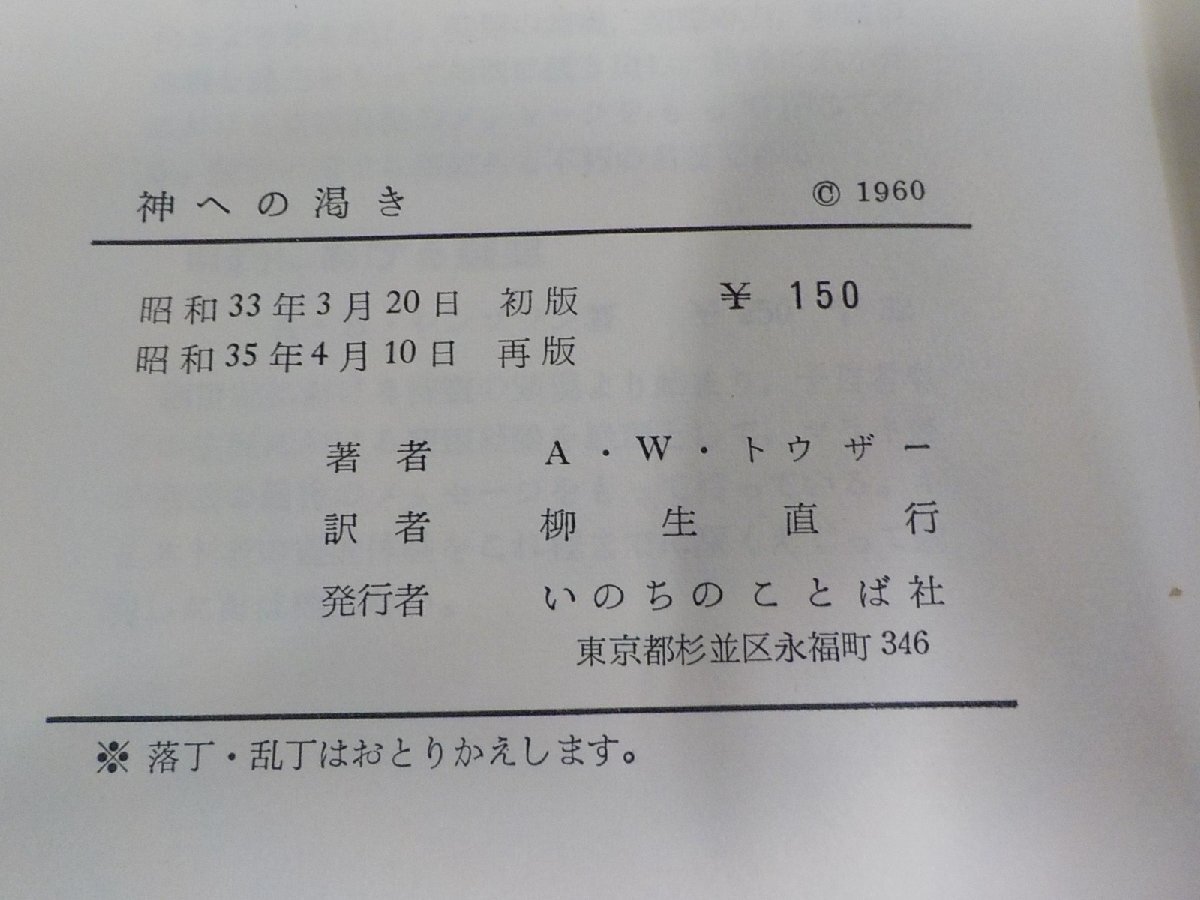 神への渇き © 1960
昭和33年3月20日 初版 ¥ 150
昭和35年4月10日 再版
著者 A・W・トウザー
訳者 柳生直行
発行者 いのちのことば社
東京都杉並区永福町346
※ 落丁・乱丁はおとりかえします。